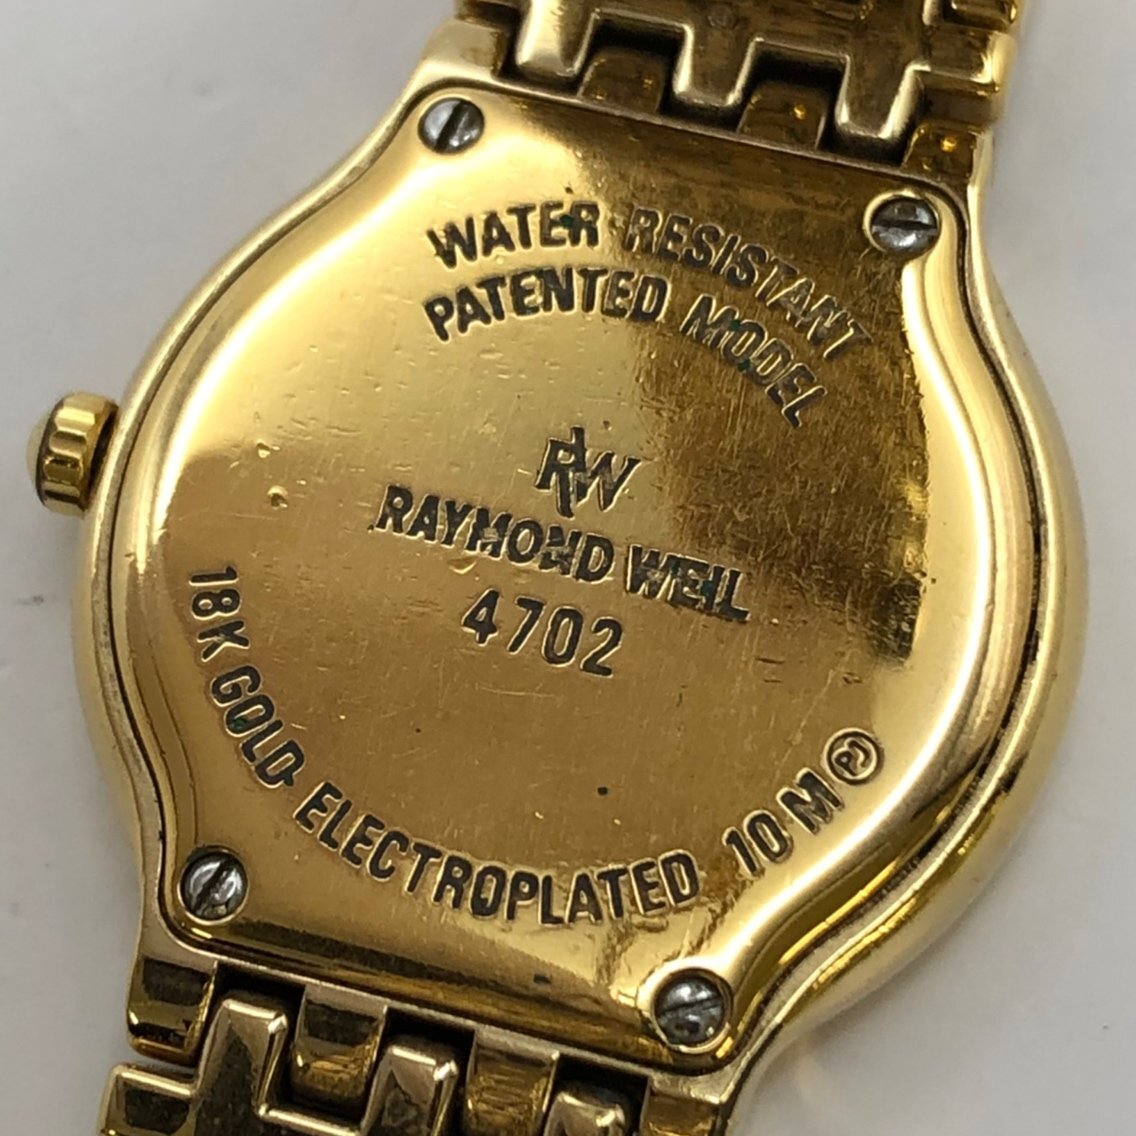 WATER RESISTANT
PATENTED MODEL
RW
RAYMOND WEIL
4702
18K GOLD ELECTROPLATED 10 M PJ